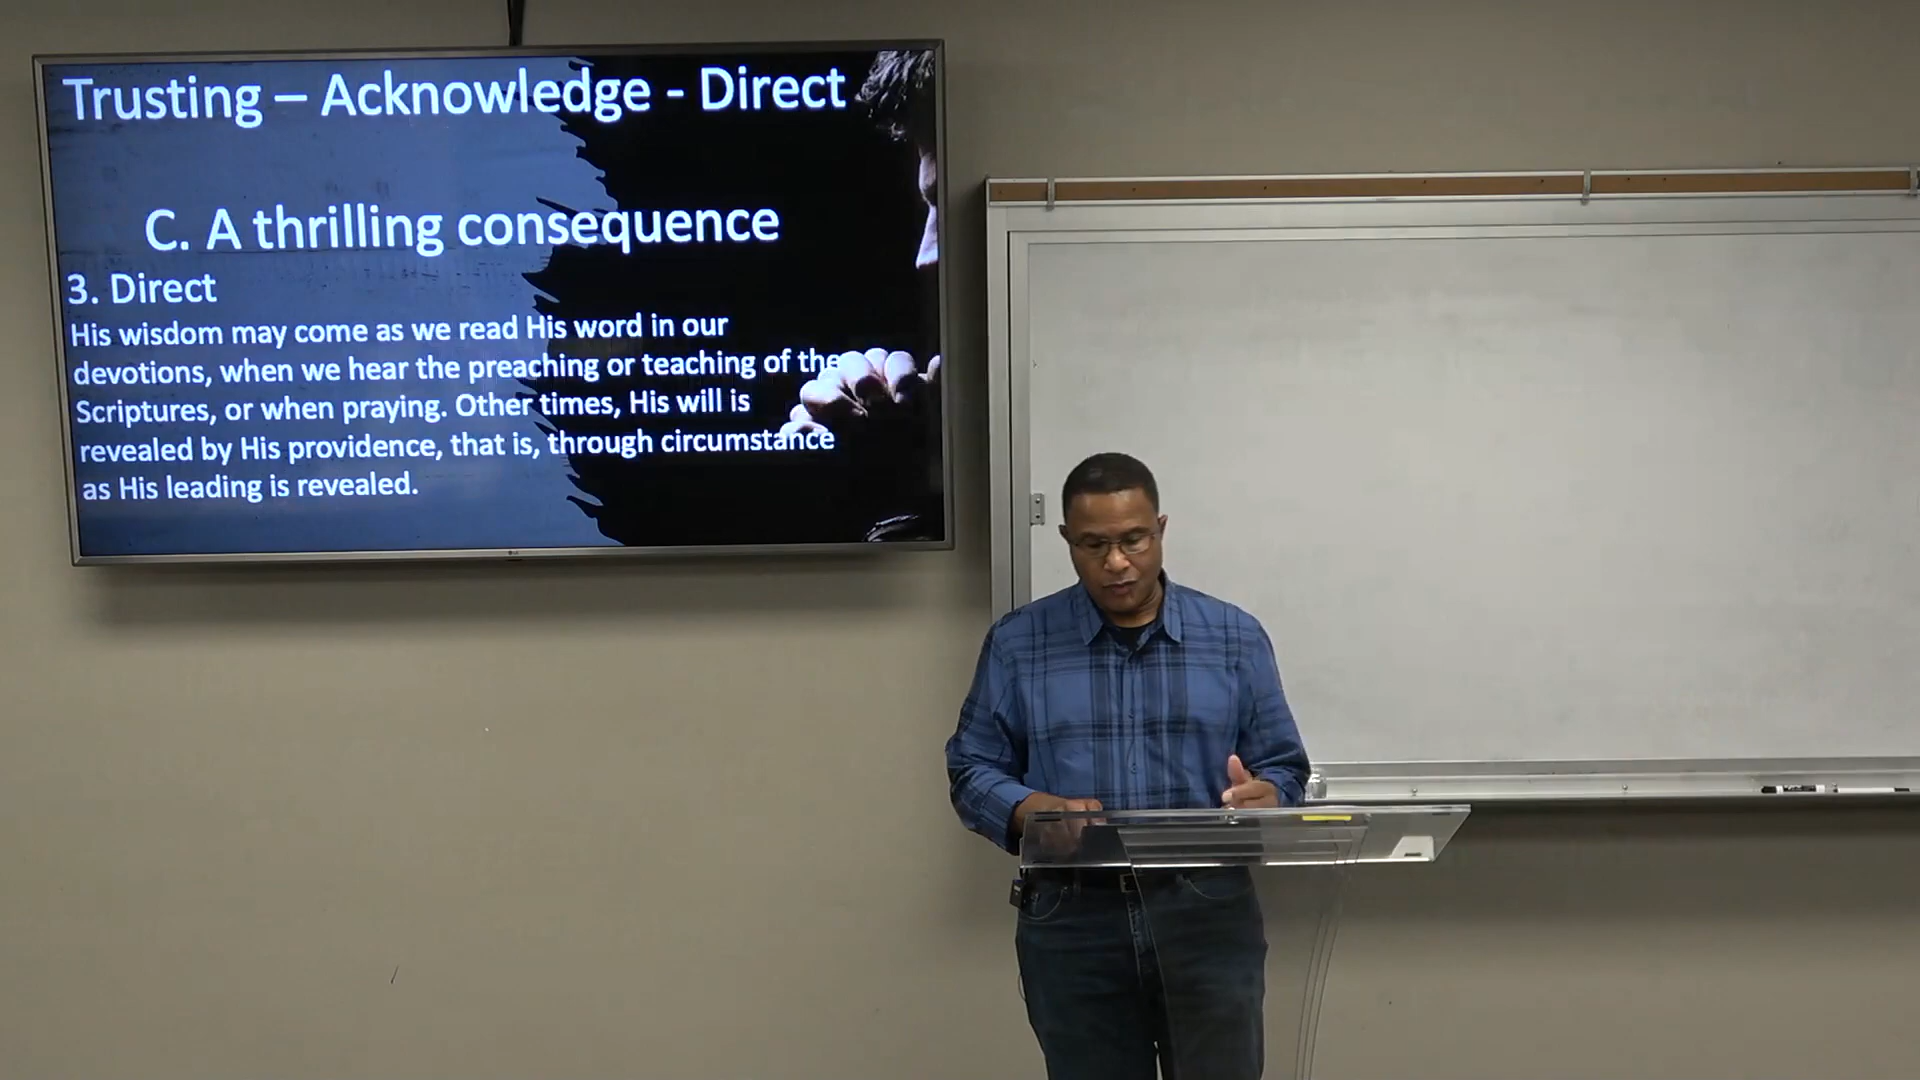 Trusting – Acknowledge - Direct
C. A thrilling consequence
3. Direct
His wisdom may come as we read His word in our
devotions, when we hear the preaching or teaching of the
Scriptures, or when praying. Other times, His will is
revealed by His providence, that is, through circumstance
as His leading is revealed.
LG